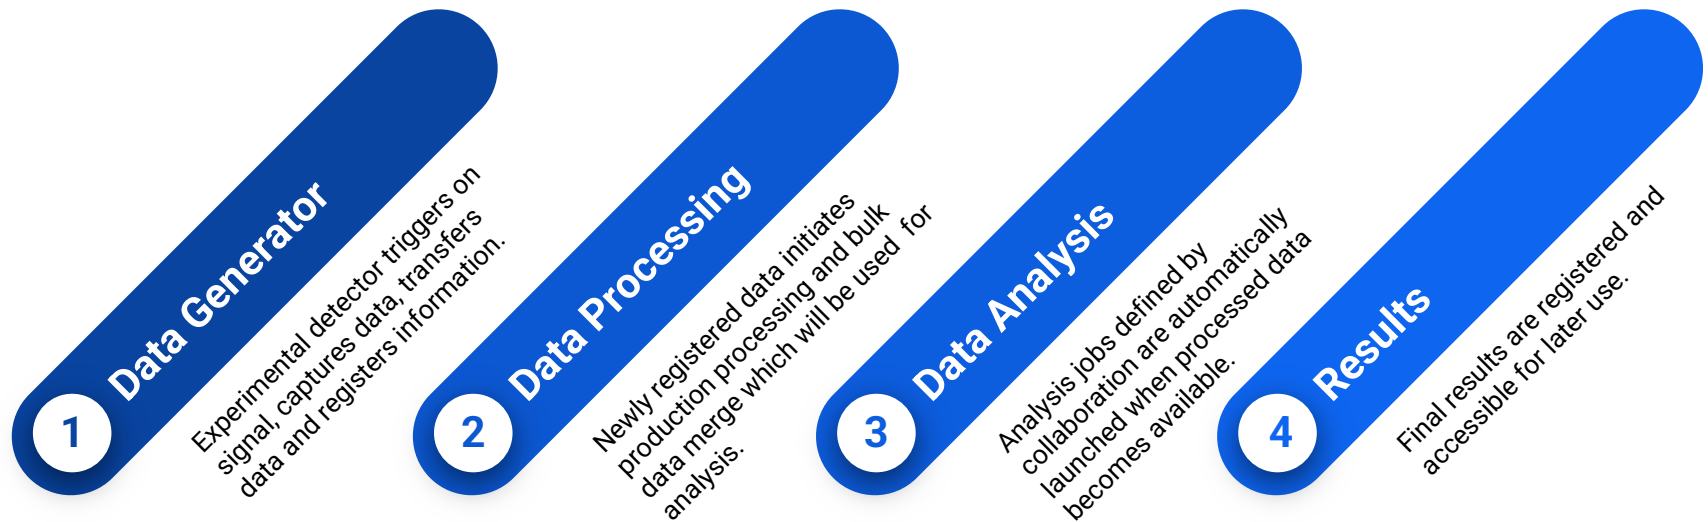 1
Data Generator
Experimental detector triggers on
signal, captures data, transfers
data and registers information.
2
Data Processing
Newly registered data initiates
production processing and bulk
data merge which will be used  for
analysis.
3
Data Analysis
Analysis jobs defined by
collaboration are automatically
launched when processed data
becomes available.
4
Results
Final results are registered and
accessible for later use.